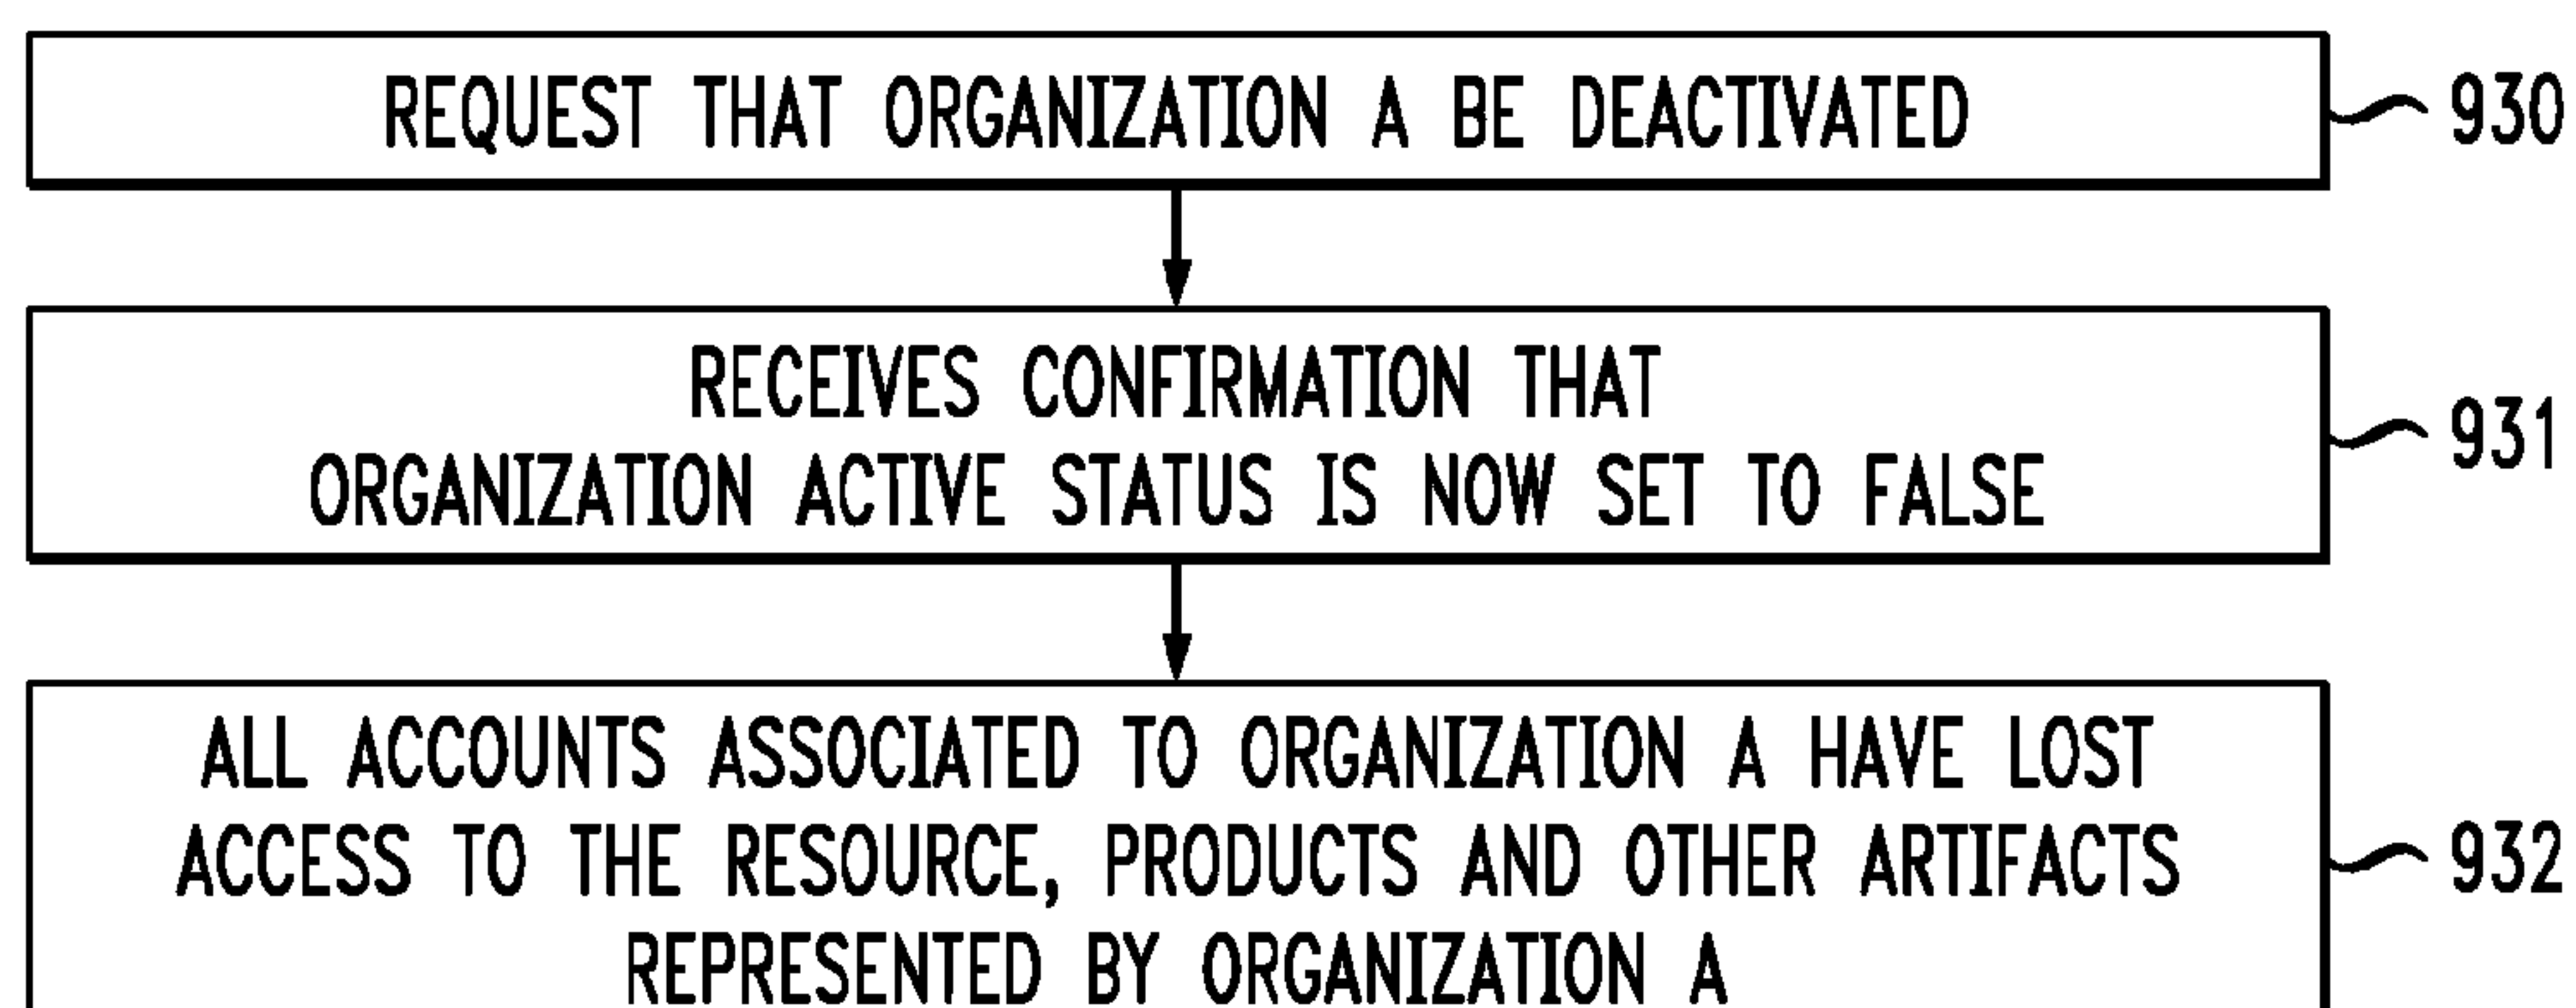 REQUEST THAT ORGANIZATION A BE DEACTIVATED
930
RECEIVES CONFIRMATION THAT
ORGANIZATION ACTIVE STATUS IS NOW SET TO FALSE
931
ALL ACCOUNTS ASSOCIATED TO ORGANIZATION A HAVE LOST
ACCESS TO THE RESOURCE, PRODUCTS AND OTHER ARTIFACTS
REPRESENTED BY ORGANIZATION A
932